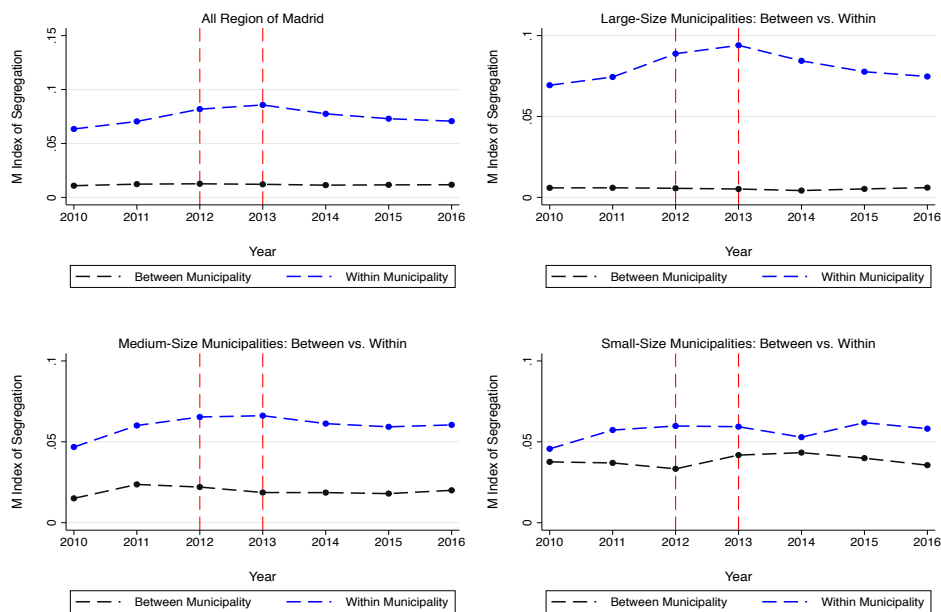 All Region of Madrid
M Index of Segregation
.15
.1
.05
0
2010 2011 2012 2013 2014 2015 2016
Year
Between Municipality Within Municipality
Large-Size Municipalities: Between vs. Within
M Index of Segregation
.1
.05
0
2010 2011 2012 2013 2014 2015 2016
Year
Between Municipality Within Municipality
Medium-Size Municipalities: Between vs. Within
M Index of Segregation
.1
.05
0
2010 2011 2012 2013 2014 2015 2016
Year
Between Municipality Within Municipality
Small-Size Municipalities: Between vs. Within
M Index of Segregation
.1
.05
0
2010 2011 2012 2013 2014 2015 2016
Year
Between Municipality Within Municipality